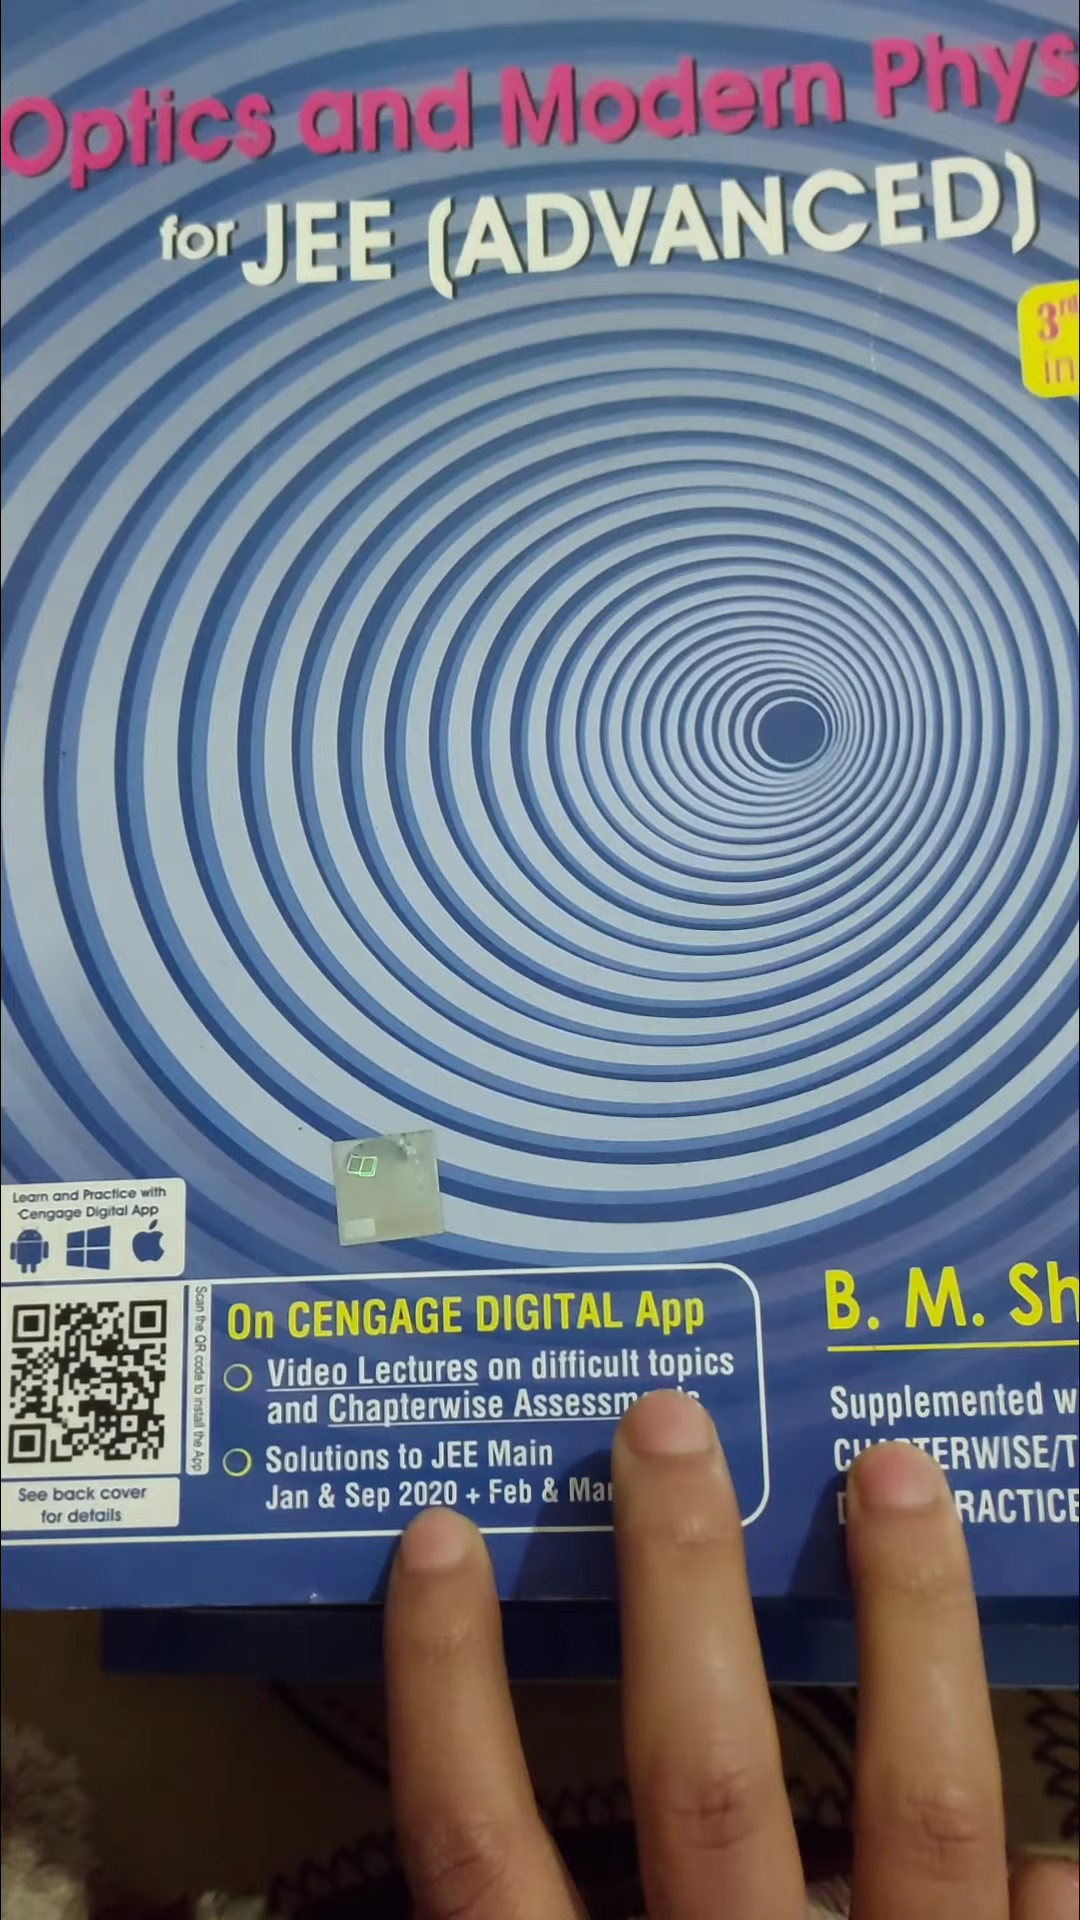 Optics and Modern Phys
for JEE (ADVANCED)
3rd
in
Learn and Practice with
Cengage Digital App
Scan the QR code to install the App
See back cover
for details
On CENGAGE DIGITAL App
Video Lectures on difficult topics
and Chapterwise Assessm
Solutions to JEE Main
Jan & Sep 2020 + Feb & Mar
B. M. Sh
Supplemented w
ERWISE/T
RACTICE